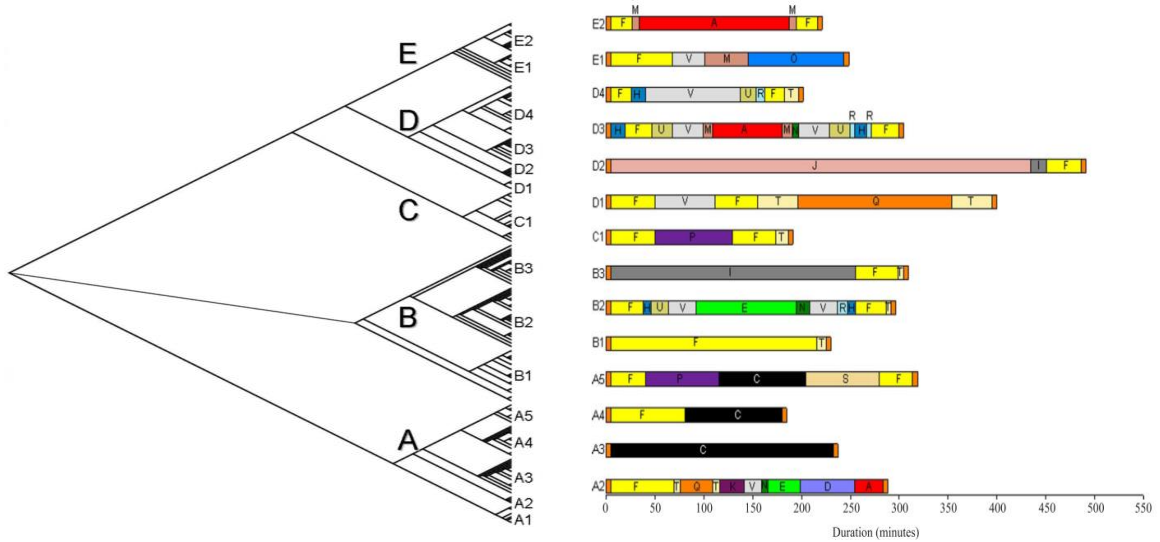 E
E2
E1
D
D4
D3
D2
D1
C
C1
B
B3
B2
B1
A
A5
A4
A3
A2
A1
M M
E2 F A F
E1 F V M O
D4 F H V U R F T
R R
D3 H F U V M A M N V U H F
D2 J I F
D1 F V F T Q T
C1 F P F T
B3 I F T
B2 F H U V E N V R H F T
B1 F T
A5 F P C S F
A4 F C
A3 C
A2 F T Q T K V N E D A
0 50 100 150 200 250 300 350 400 450 500 550
Duration (minutes)